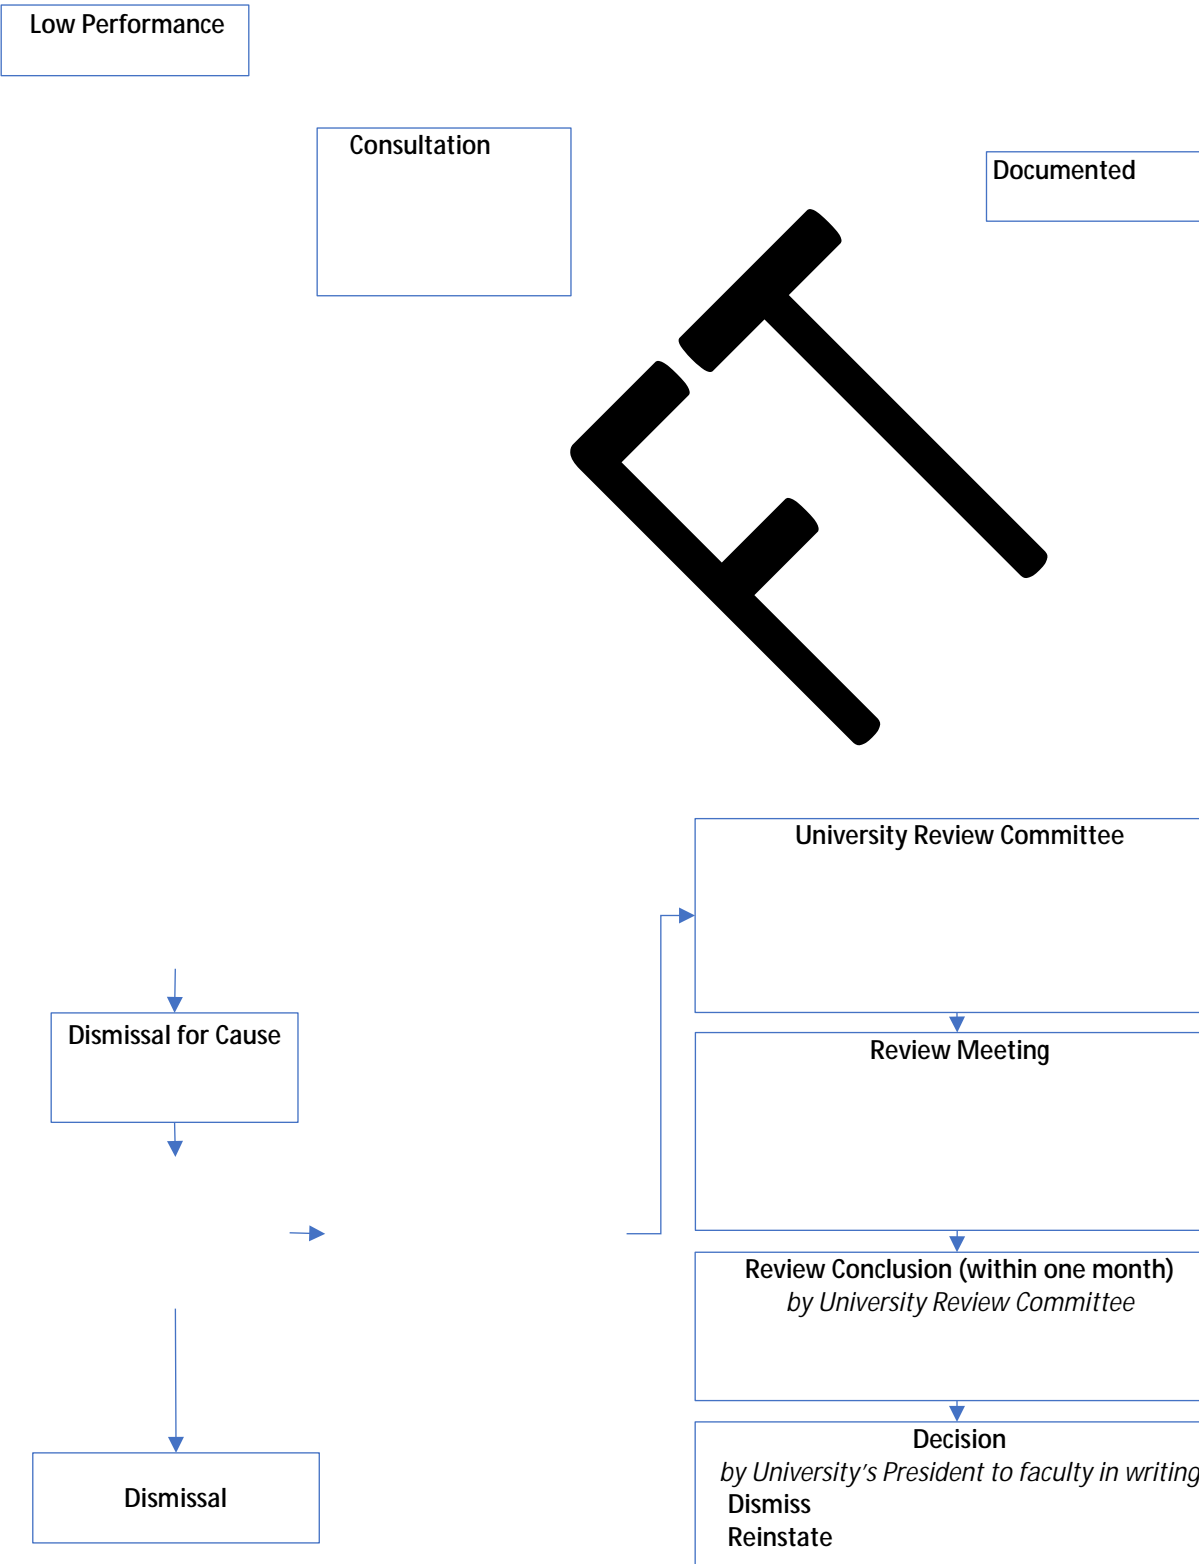 Low Performance
Consultation
Documented
FT
University Review Committee
Dismissal for Cause
Review Meeting
Review Conclusion (within one month)
by University Review Committee
Decision
by University's President to faculty in writing
Dismiss
Reinstate
Dismissal